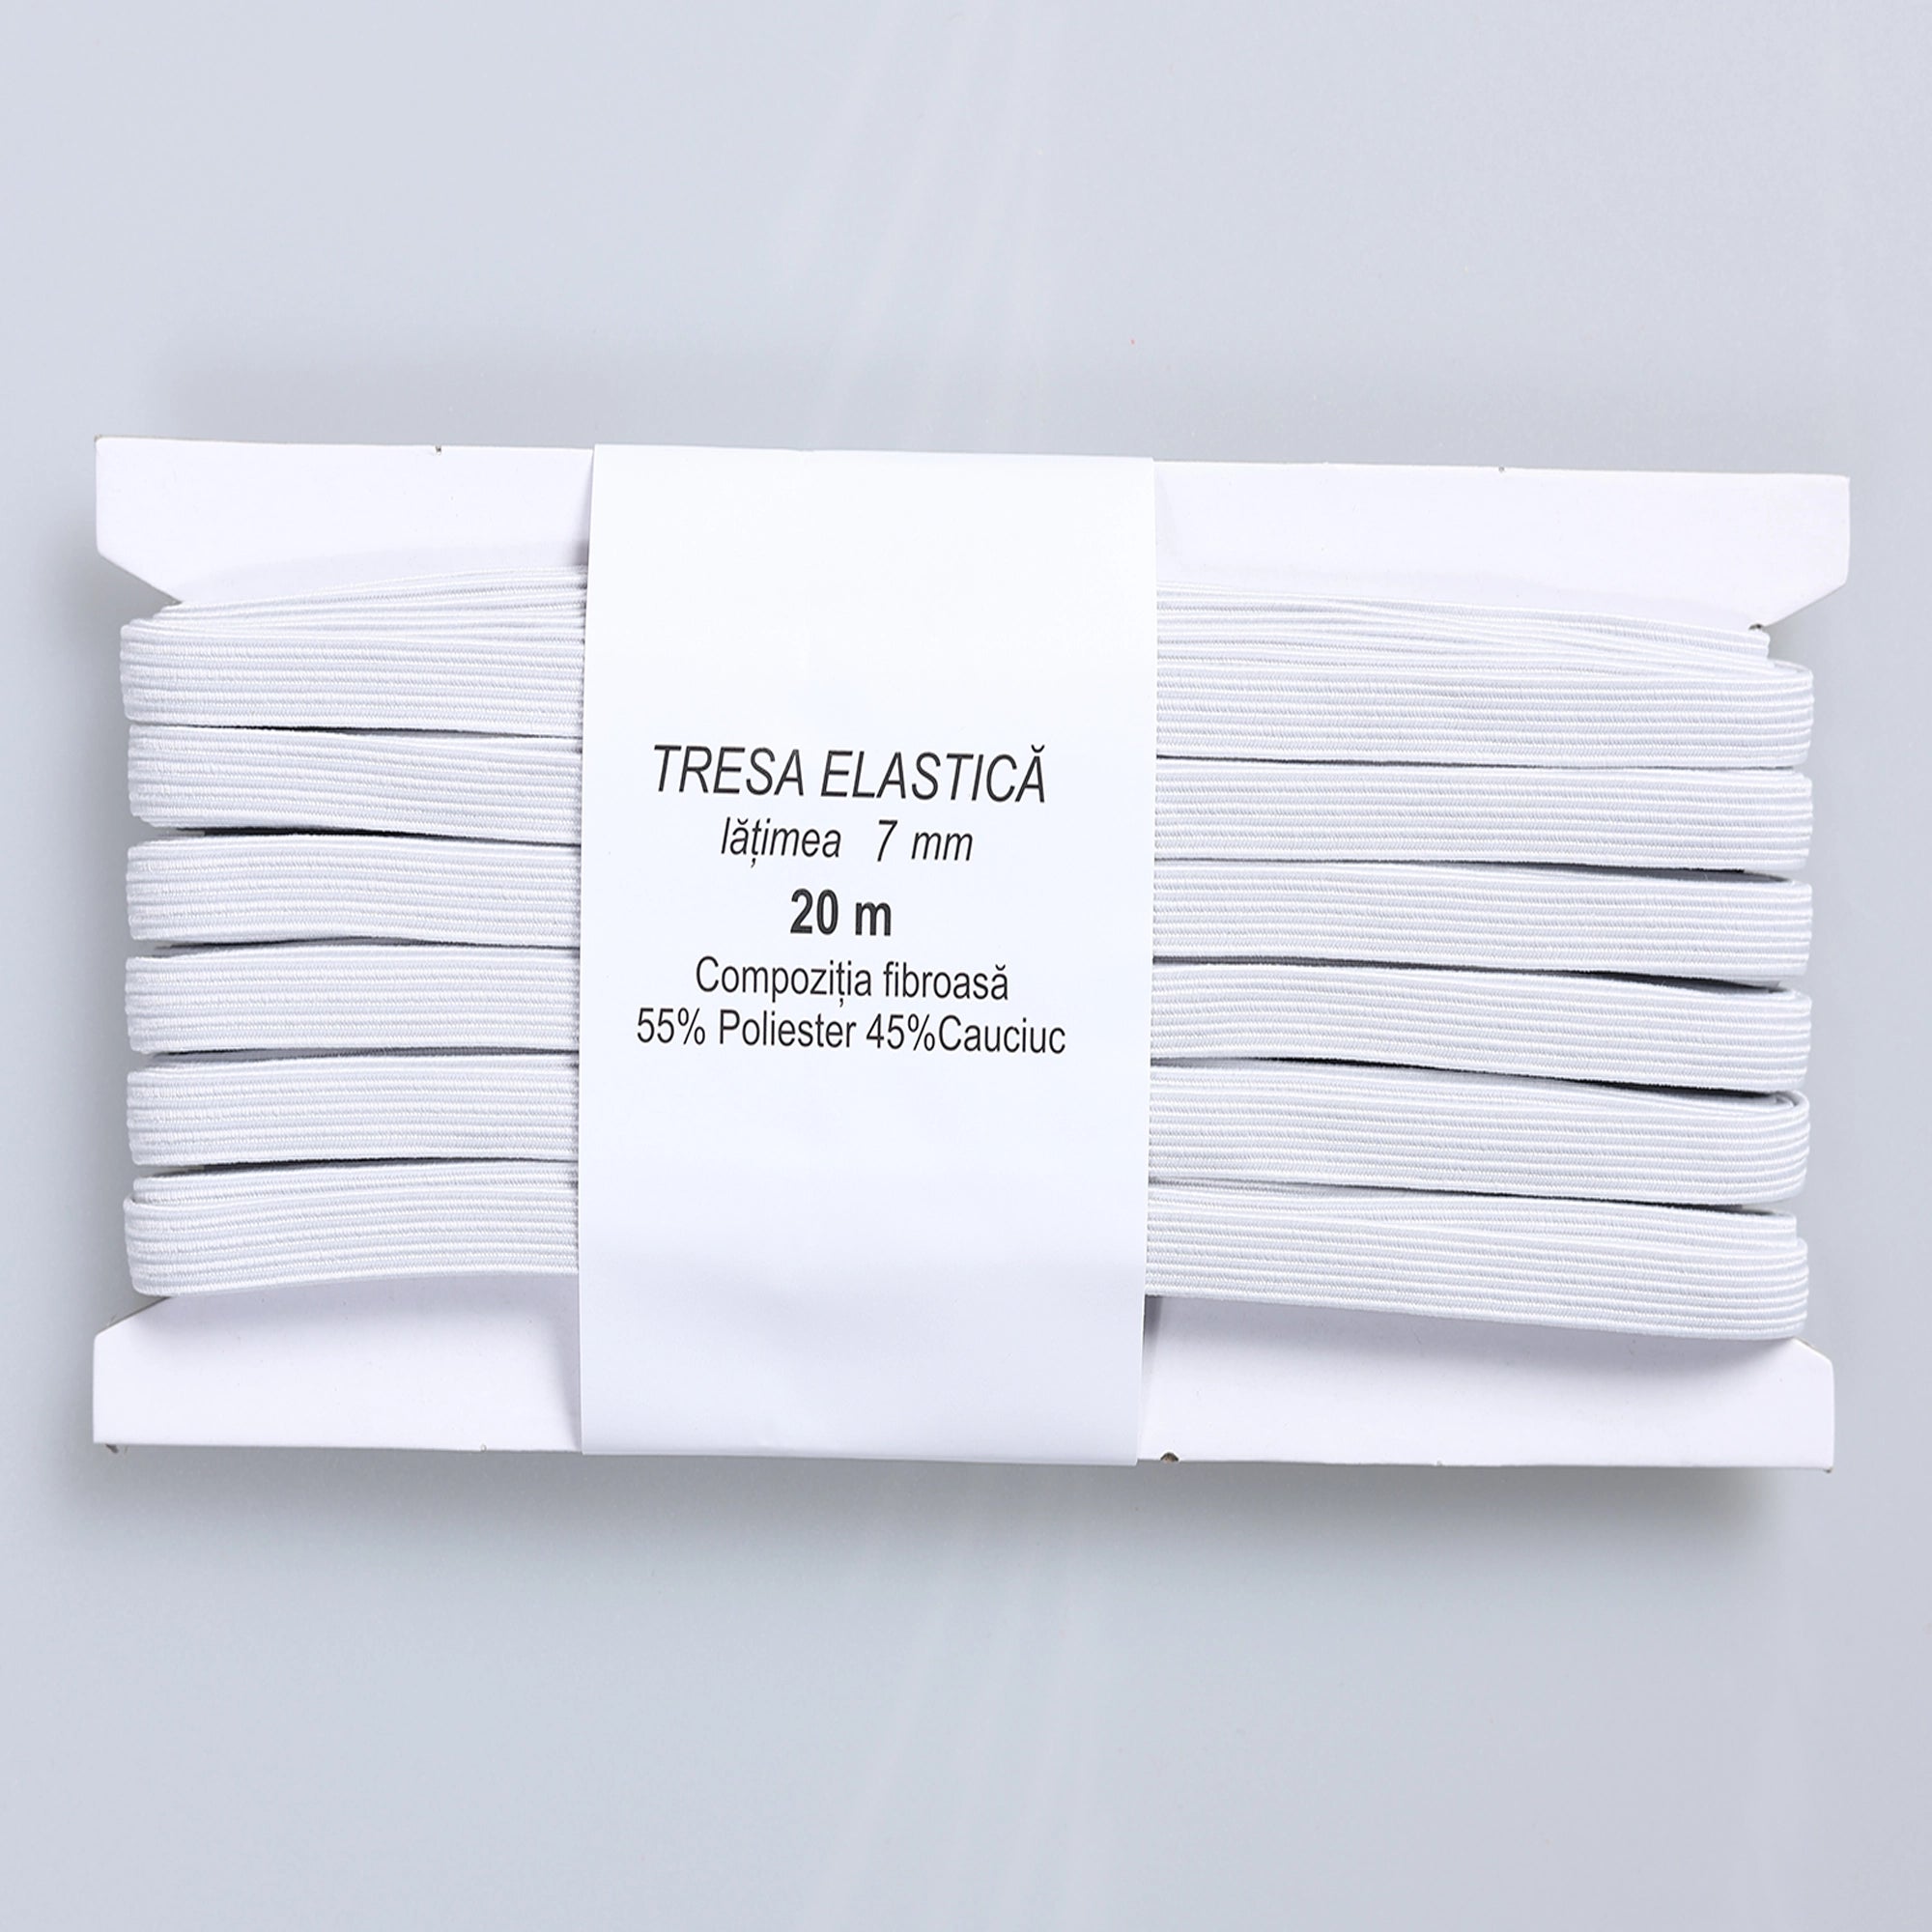 TRESA ELASTICĂ
lățimea 7 mm
20 m
Compoziția fibroasă
55% Poliester 45%Cauciuc